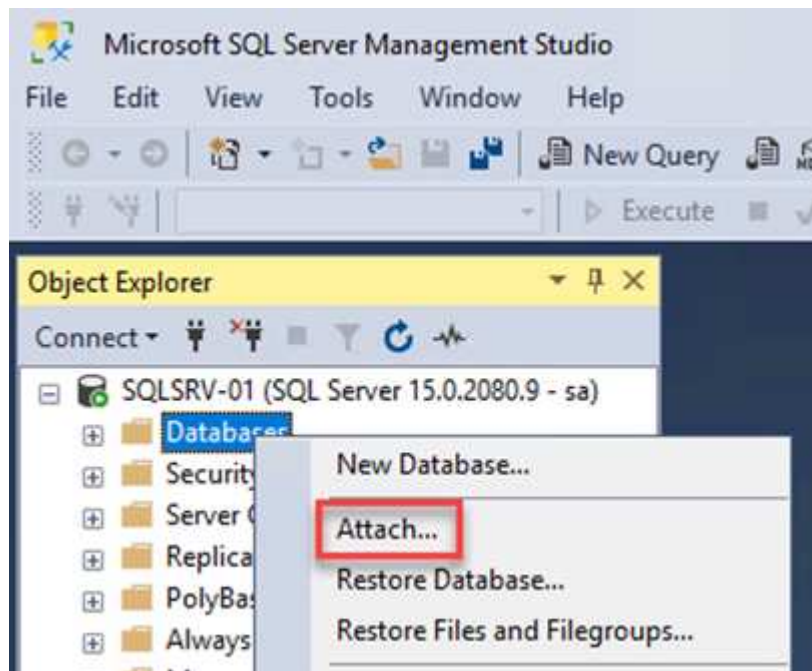 Microsoft SQL Server Management Studio
File Edit View Tools Window Help
New Query
Execute
Object Explorer
Connect
SQLSRV-01 (SQL Server 15.0.2080.9 - sa)
Databases
New Database...
Security
Server
Attach...
Replica
Restore Database...
PolyBas
Restore Files and Filegroups...
Always